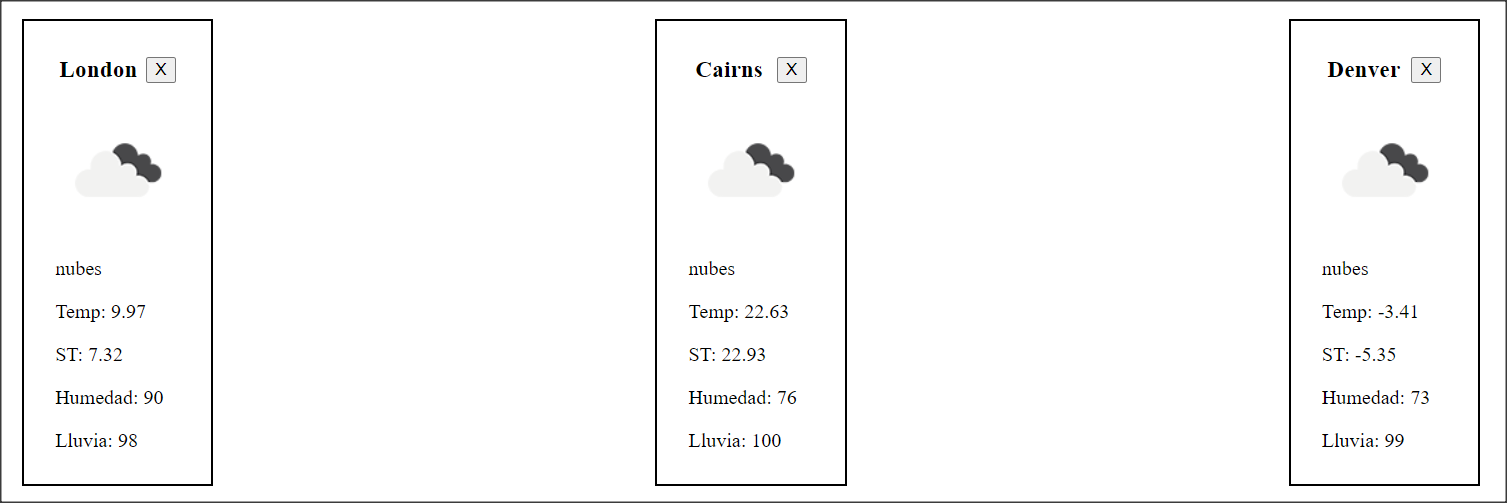 London X
nubes
Temp: 9.97
ST: 7.32
Humedad: 90
Lluvia: 98
Cairns X
nubes
Temp: 22.63
ST: 22.93
Humedad: 76
Lluvia: 100
Denver X
nubes
Temp: -3.41
ST: -5.35
Humedad: 73
Lluvia: 99